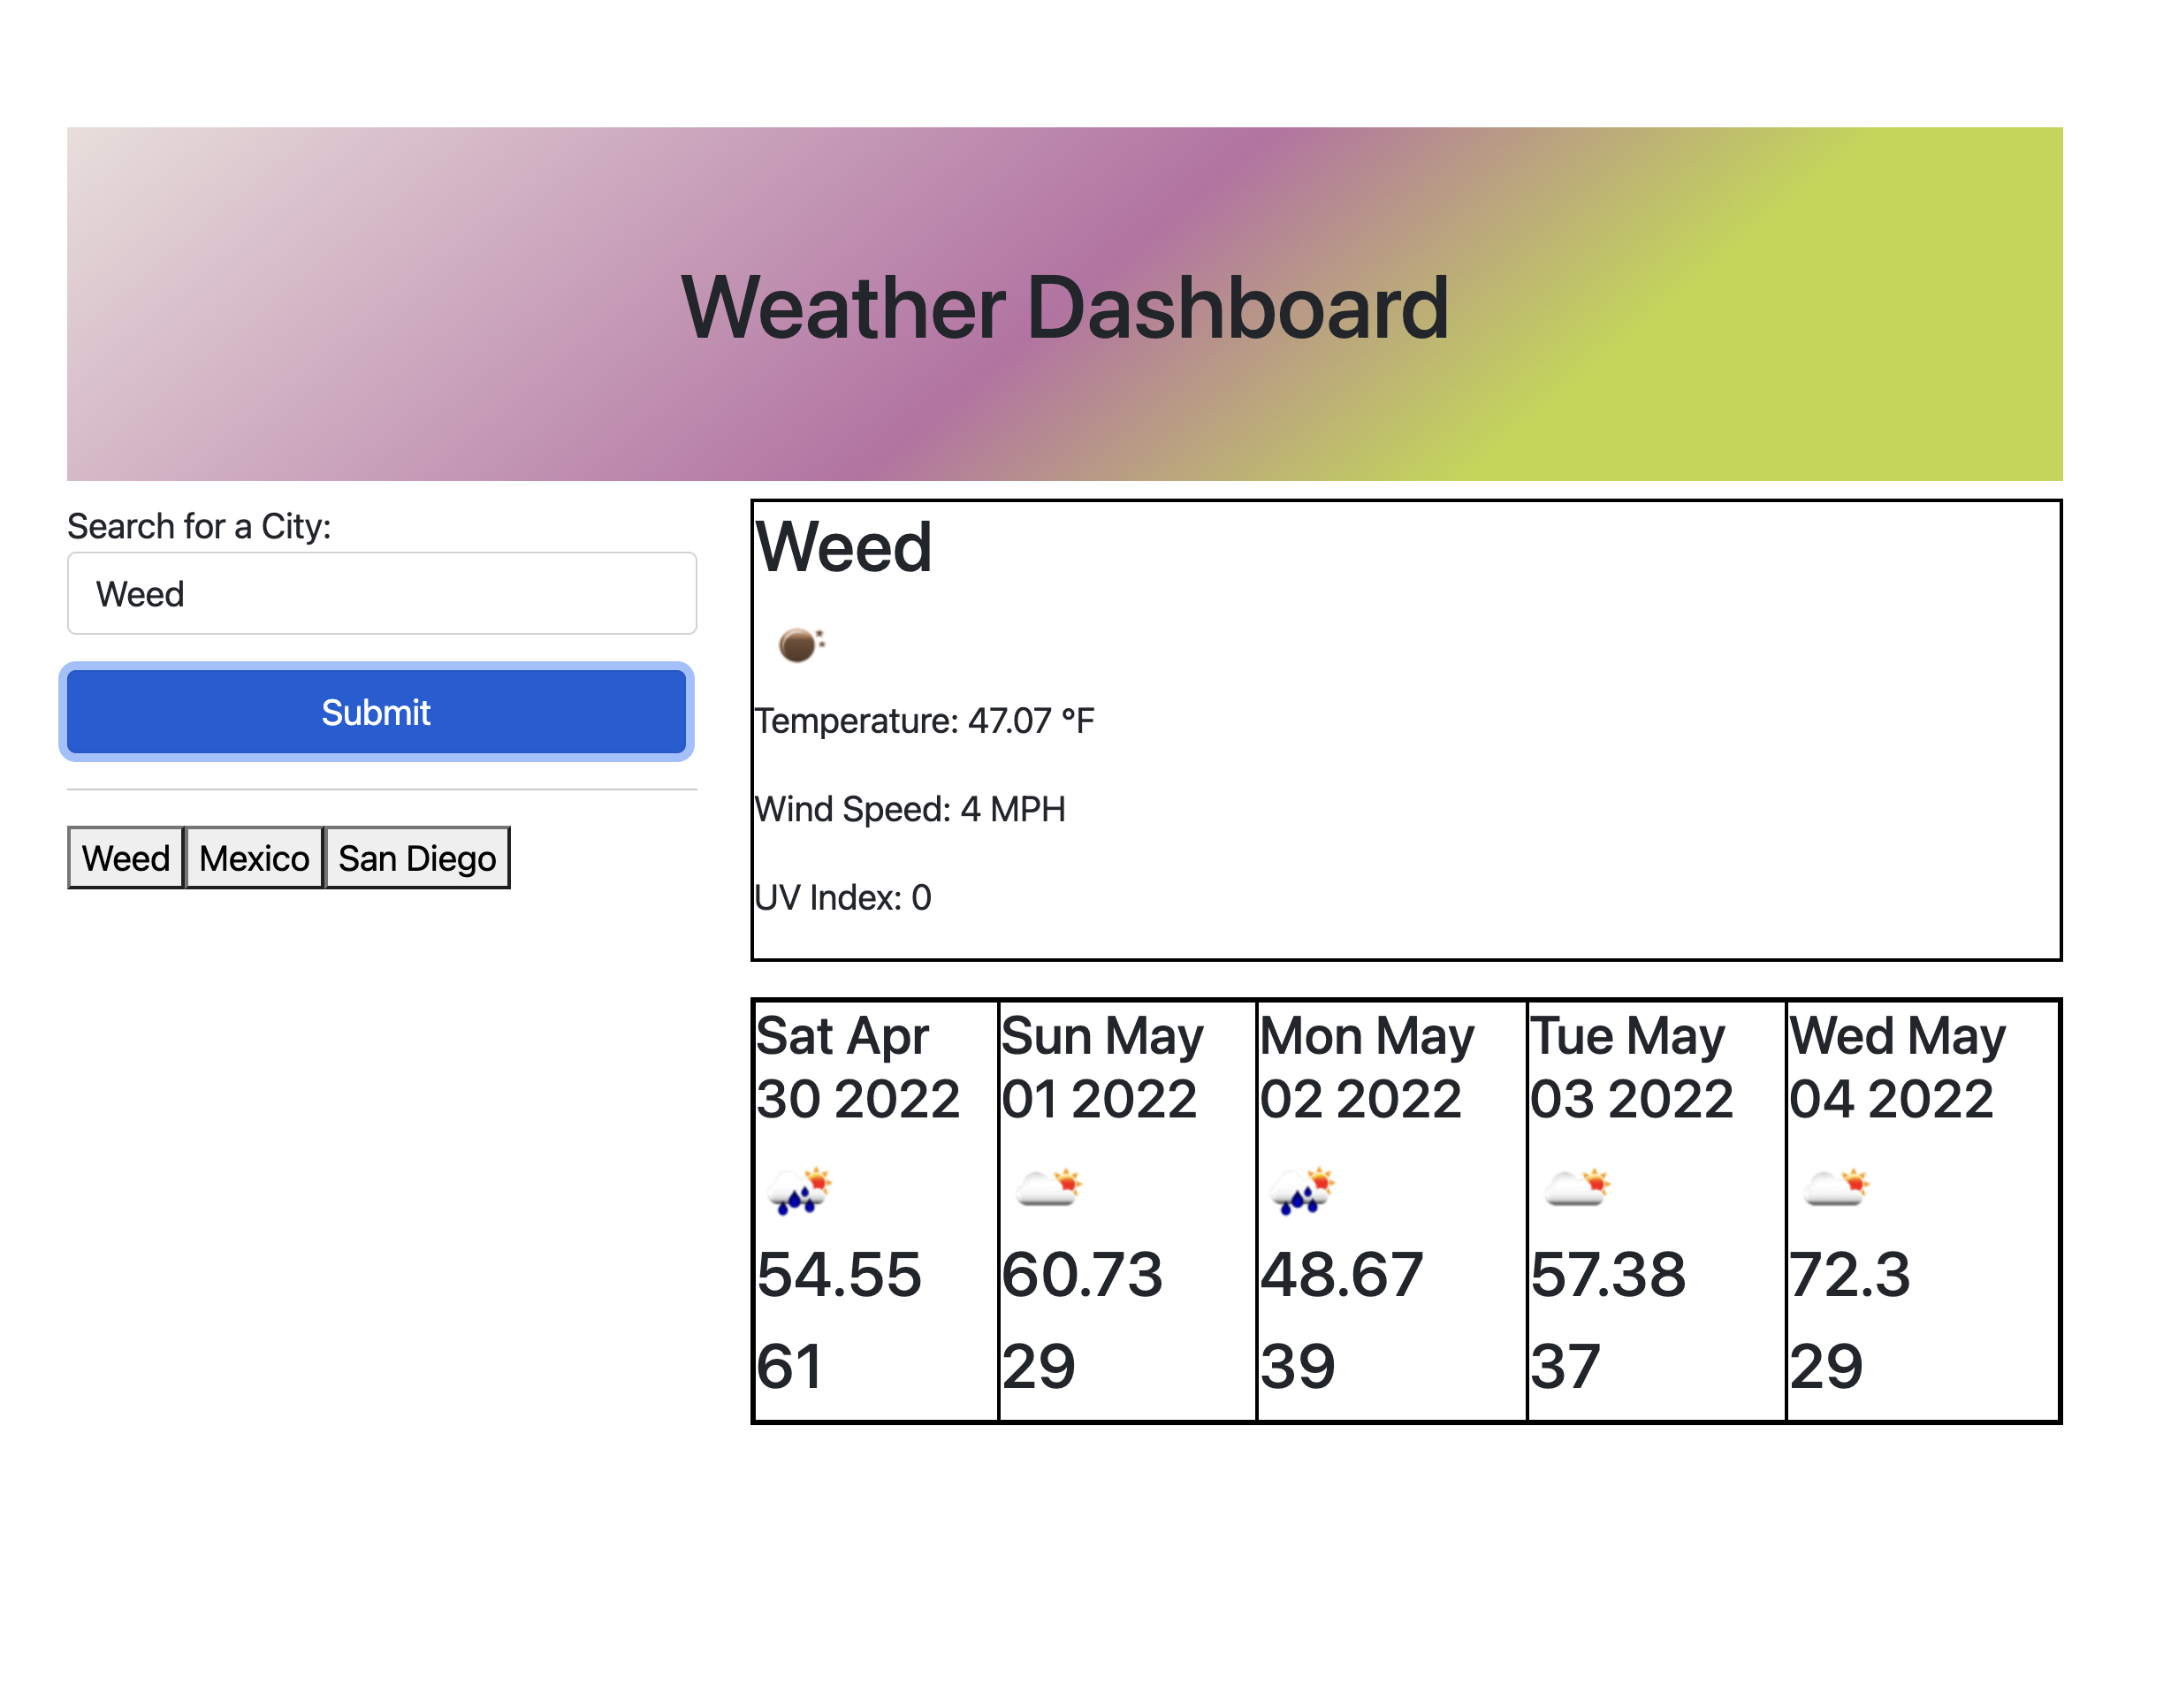 Weather Dashboard
Search for a City:
Weed
Submit
Weed Mexico San Diego
Weed
Temperature: 47.07 °F
Wind Speed: 4 MPH
UV Index: 0
Sat Apr
30 2022
54.55
61
Sun May
01 2022
60.73
29
Mon May
02 2022
48.67
39
Tue May
03 2022
57.38
37
Wed May
04 2022
72.3
29